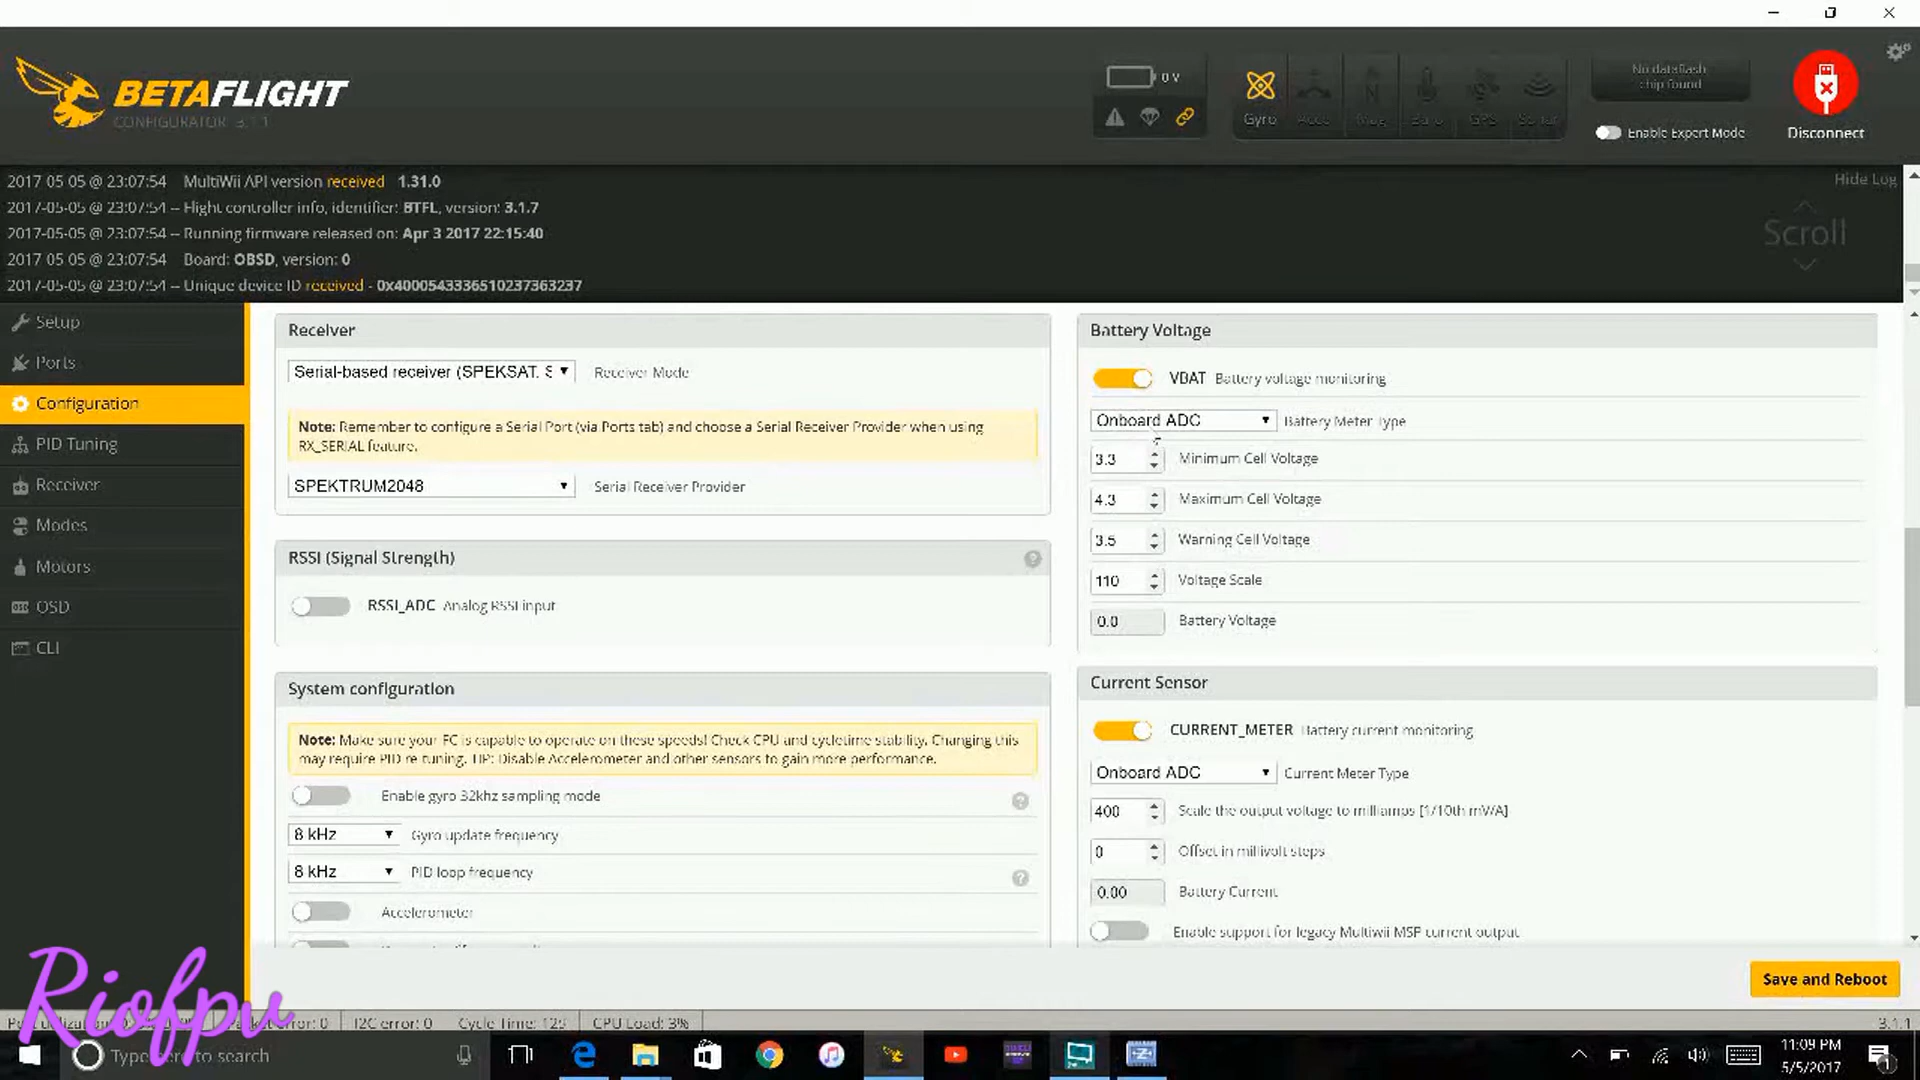 BETAFLIGHT
CONFIGURATOR 3.1.1
0 V
Gyro
Mag
GPS
Sonar
No dataflash
chip found
Enable Expert Mode
Disconnect
2017 05 05 @ 23:07:54 MultiWii API version received 1.31.0
2017-05-05 @ 23:07:54 -- Flight controller info, identifier: BTFL, version: 3.1.7
2017-05-05 @ 23:07:54 -- Running firmware released on: Apr 3 2017 22:15:40
2017 05 05 @ 23:07:54 Board: OBSD, version: 0
2017-05-05 @ 23:07:54 -- Unique device ID received - 0x4000543336510237363237
Hide Log
Scroll
Setup
Ports
Configuration
PID Tuning
Receiver
Modes
Motors
OSD
CLI
Receiver
Serial-based receiver (SPEKSAT, S Receiver Mode
Note: Remember to configure a Serial Port (via Ports tab) and choose a Serial Receiver Provider when using
RX_SERIAL feature.
SPEKTRUM2048 Serial Receiver Provider
RSSI (Signal Strength)
RSSI_ADC Analog RSSI input
System configuration
Note: Make sure your FC is capable to operate on these speeds! Check CPU and cycletime stability. Changing this
may require PID re tuning. TIP: Disable Accelerometer and other sensors to gain more performance.
Enable gyro 32khz sampling mode
8 kHz Gyro update frequency
8 kHz PID loop frequency
Accelerometer
Battery Voltage
VBAT Battery voltage monitoring
Onboard ADC Battery Meter Type
3.3 Minimum Cell Voltage
4.3 Maximum Cell Voltage
3.5 Warning Cell Voltage
110 Voltage Scale
0.0 Battery Voltage
Current Sensor
CURRENT_METER Battery current monitoring
Onboard ADC Current Meter Type
400 Scale the output voltage to milliamps [1/10th mV/A]
0 Offset in millivolt steps
0.00 Battery Current
Enable support for legacy Multiwii MSP current output
Save and Reboot
Riofpv
I2C error: 0 Cycle Time: 125 CPU Load: 3%
3.1.1
Type here to search
11:09 PM
5/5/2017